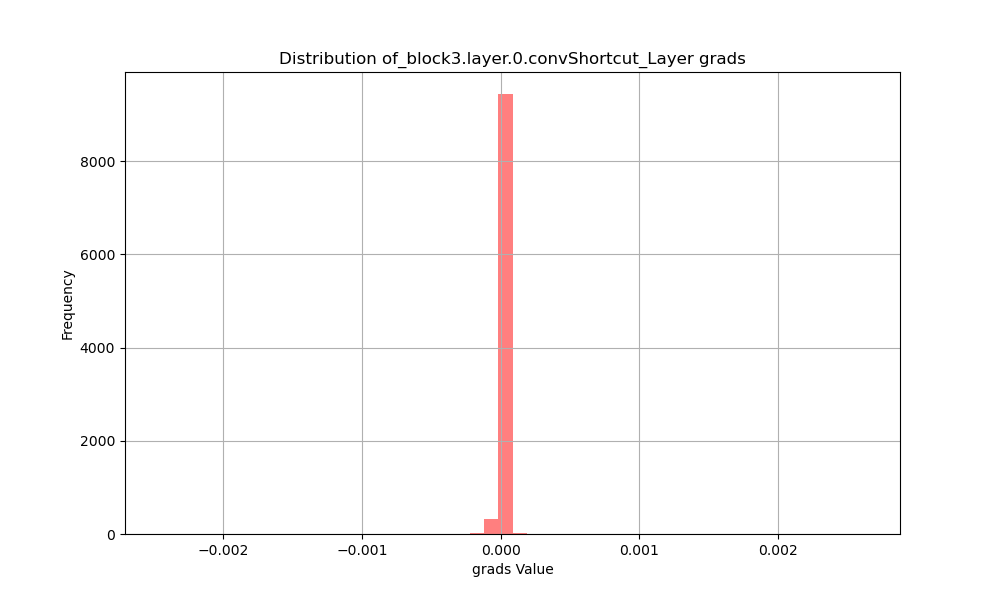 Distribution of_block3.layer.0.convShortcut_Layer grads
Frequency
8000
6000
4000
2000
0
−0.002 −0.001 0.000 0.001 0.002
grads Value